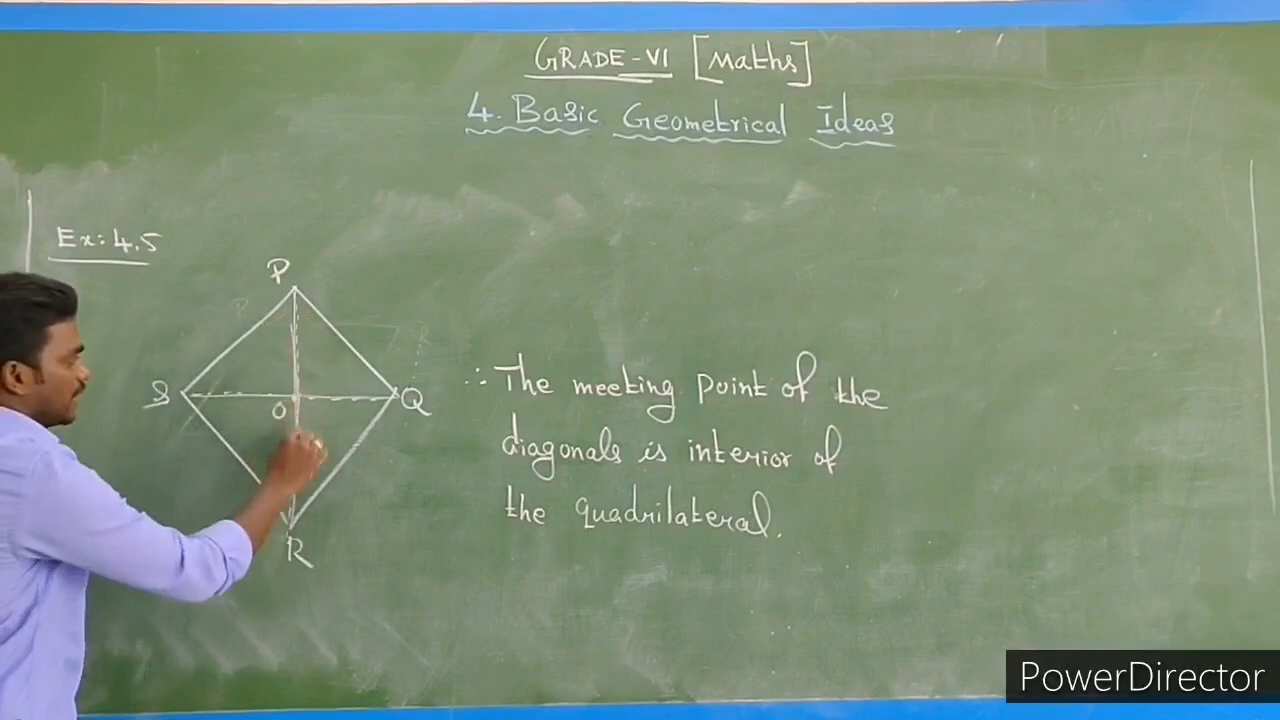 GRADE-VI [Maths]
4. Basic Geometrical Ideas
Ex: 4.5
P
S
O
Q
R
∴ The meeting point of the
diagonals is interior of
the quadrilateral.
PowerDirector